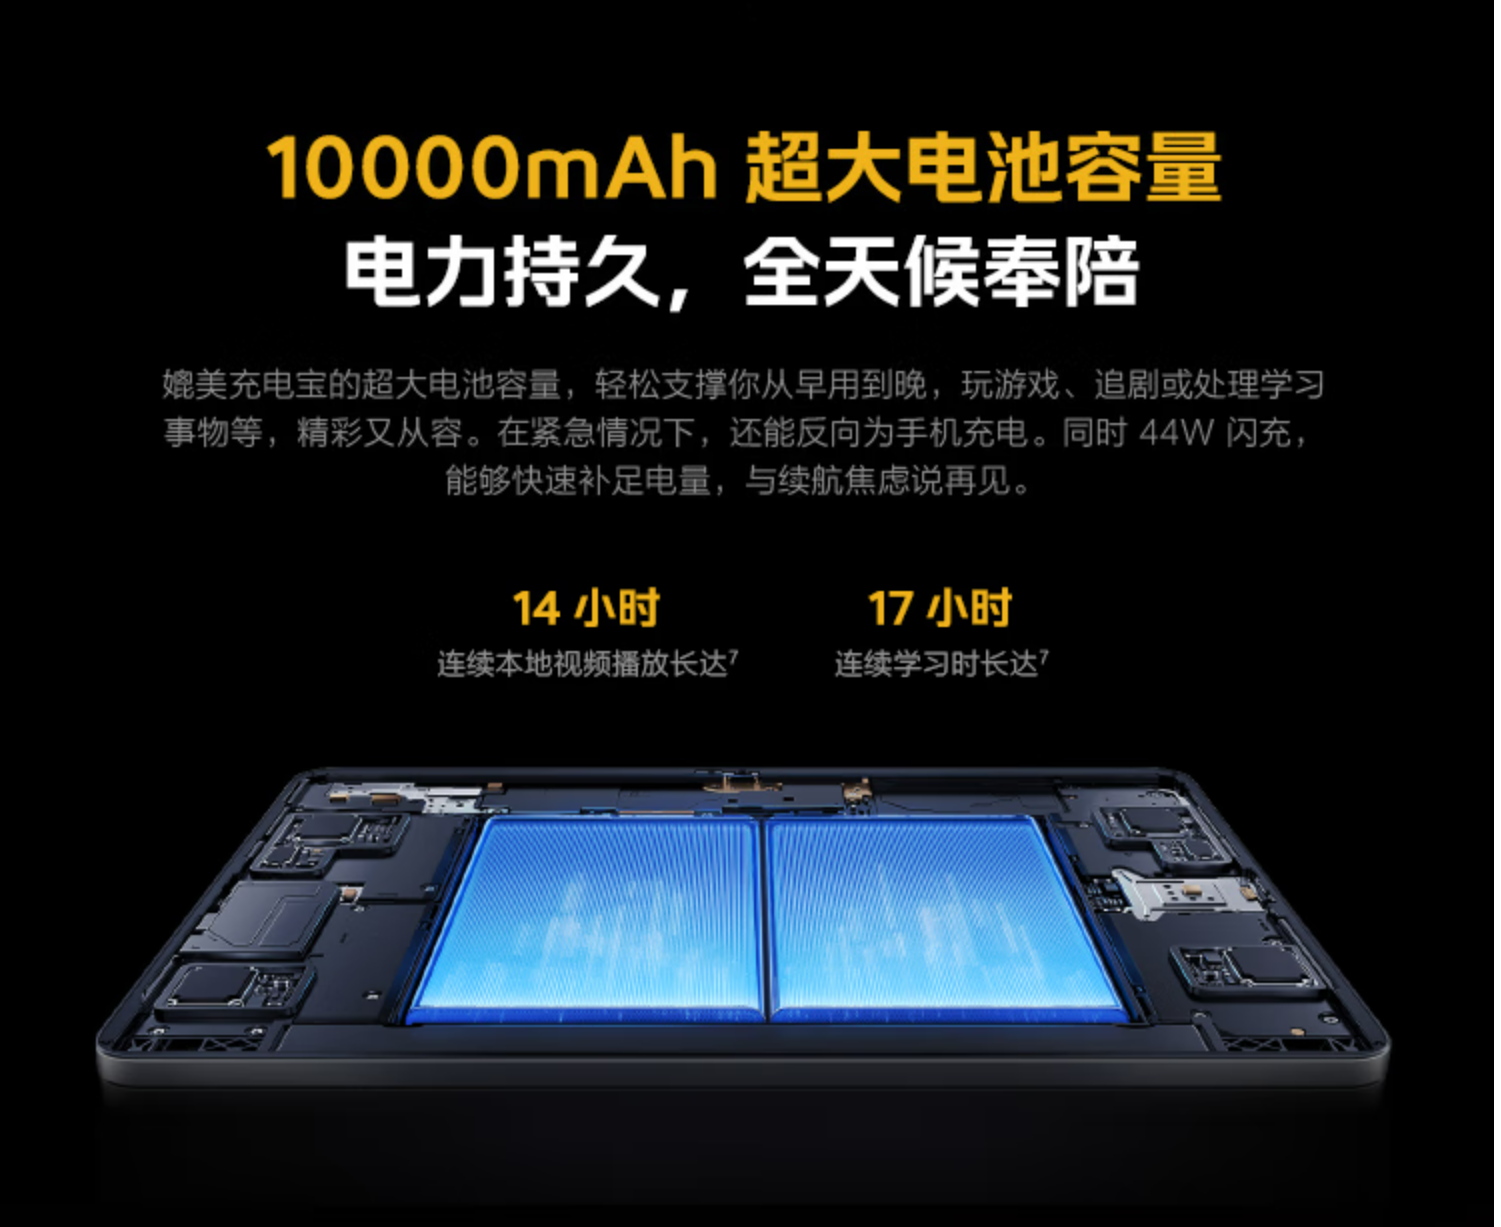 10000mAh 超大电池容量
电力持久，全天候奉陪
媲美充电宝的超大电池容量，轻松支撑你从早用到晚，玩游戏、追剧或处理学习
事物等，精彩又从容。在紧急情况下，还能反向为手机充电。同时 44W 闪充，
能够快速补足电量，与续航焦虑说再见。
14 小时
连续本地视频播放长达7
17 小时
连续学习时长达7